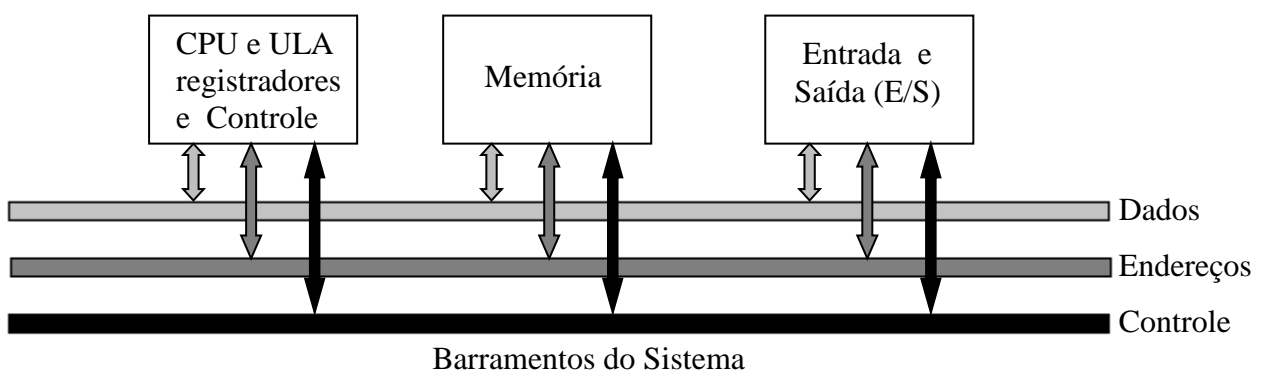 CPU e ULA
registradores
e Controle
Memória
Entrada e
Saída (E/S)
Dados
Endereços
Controle
Barramentos do Sistema